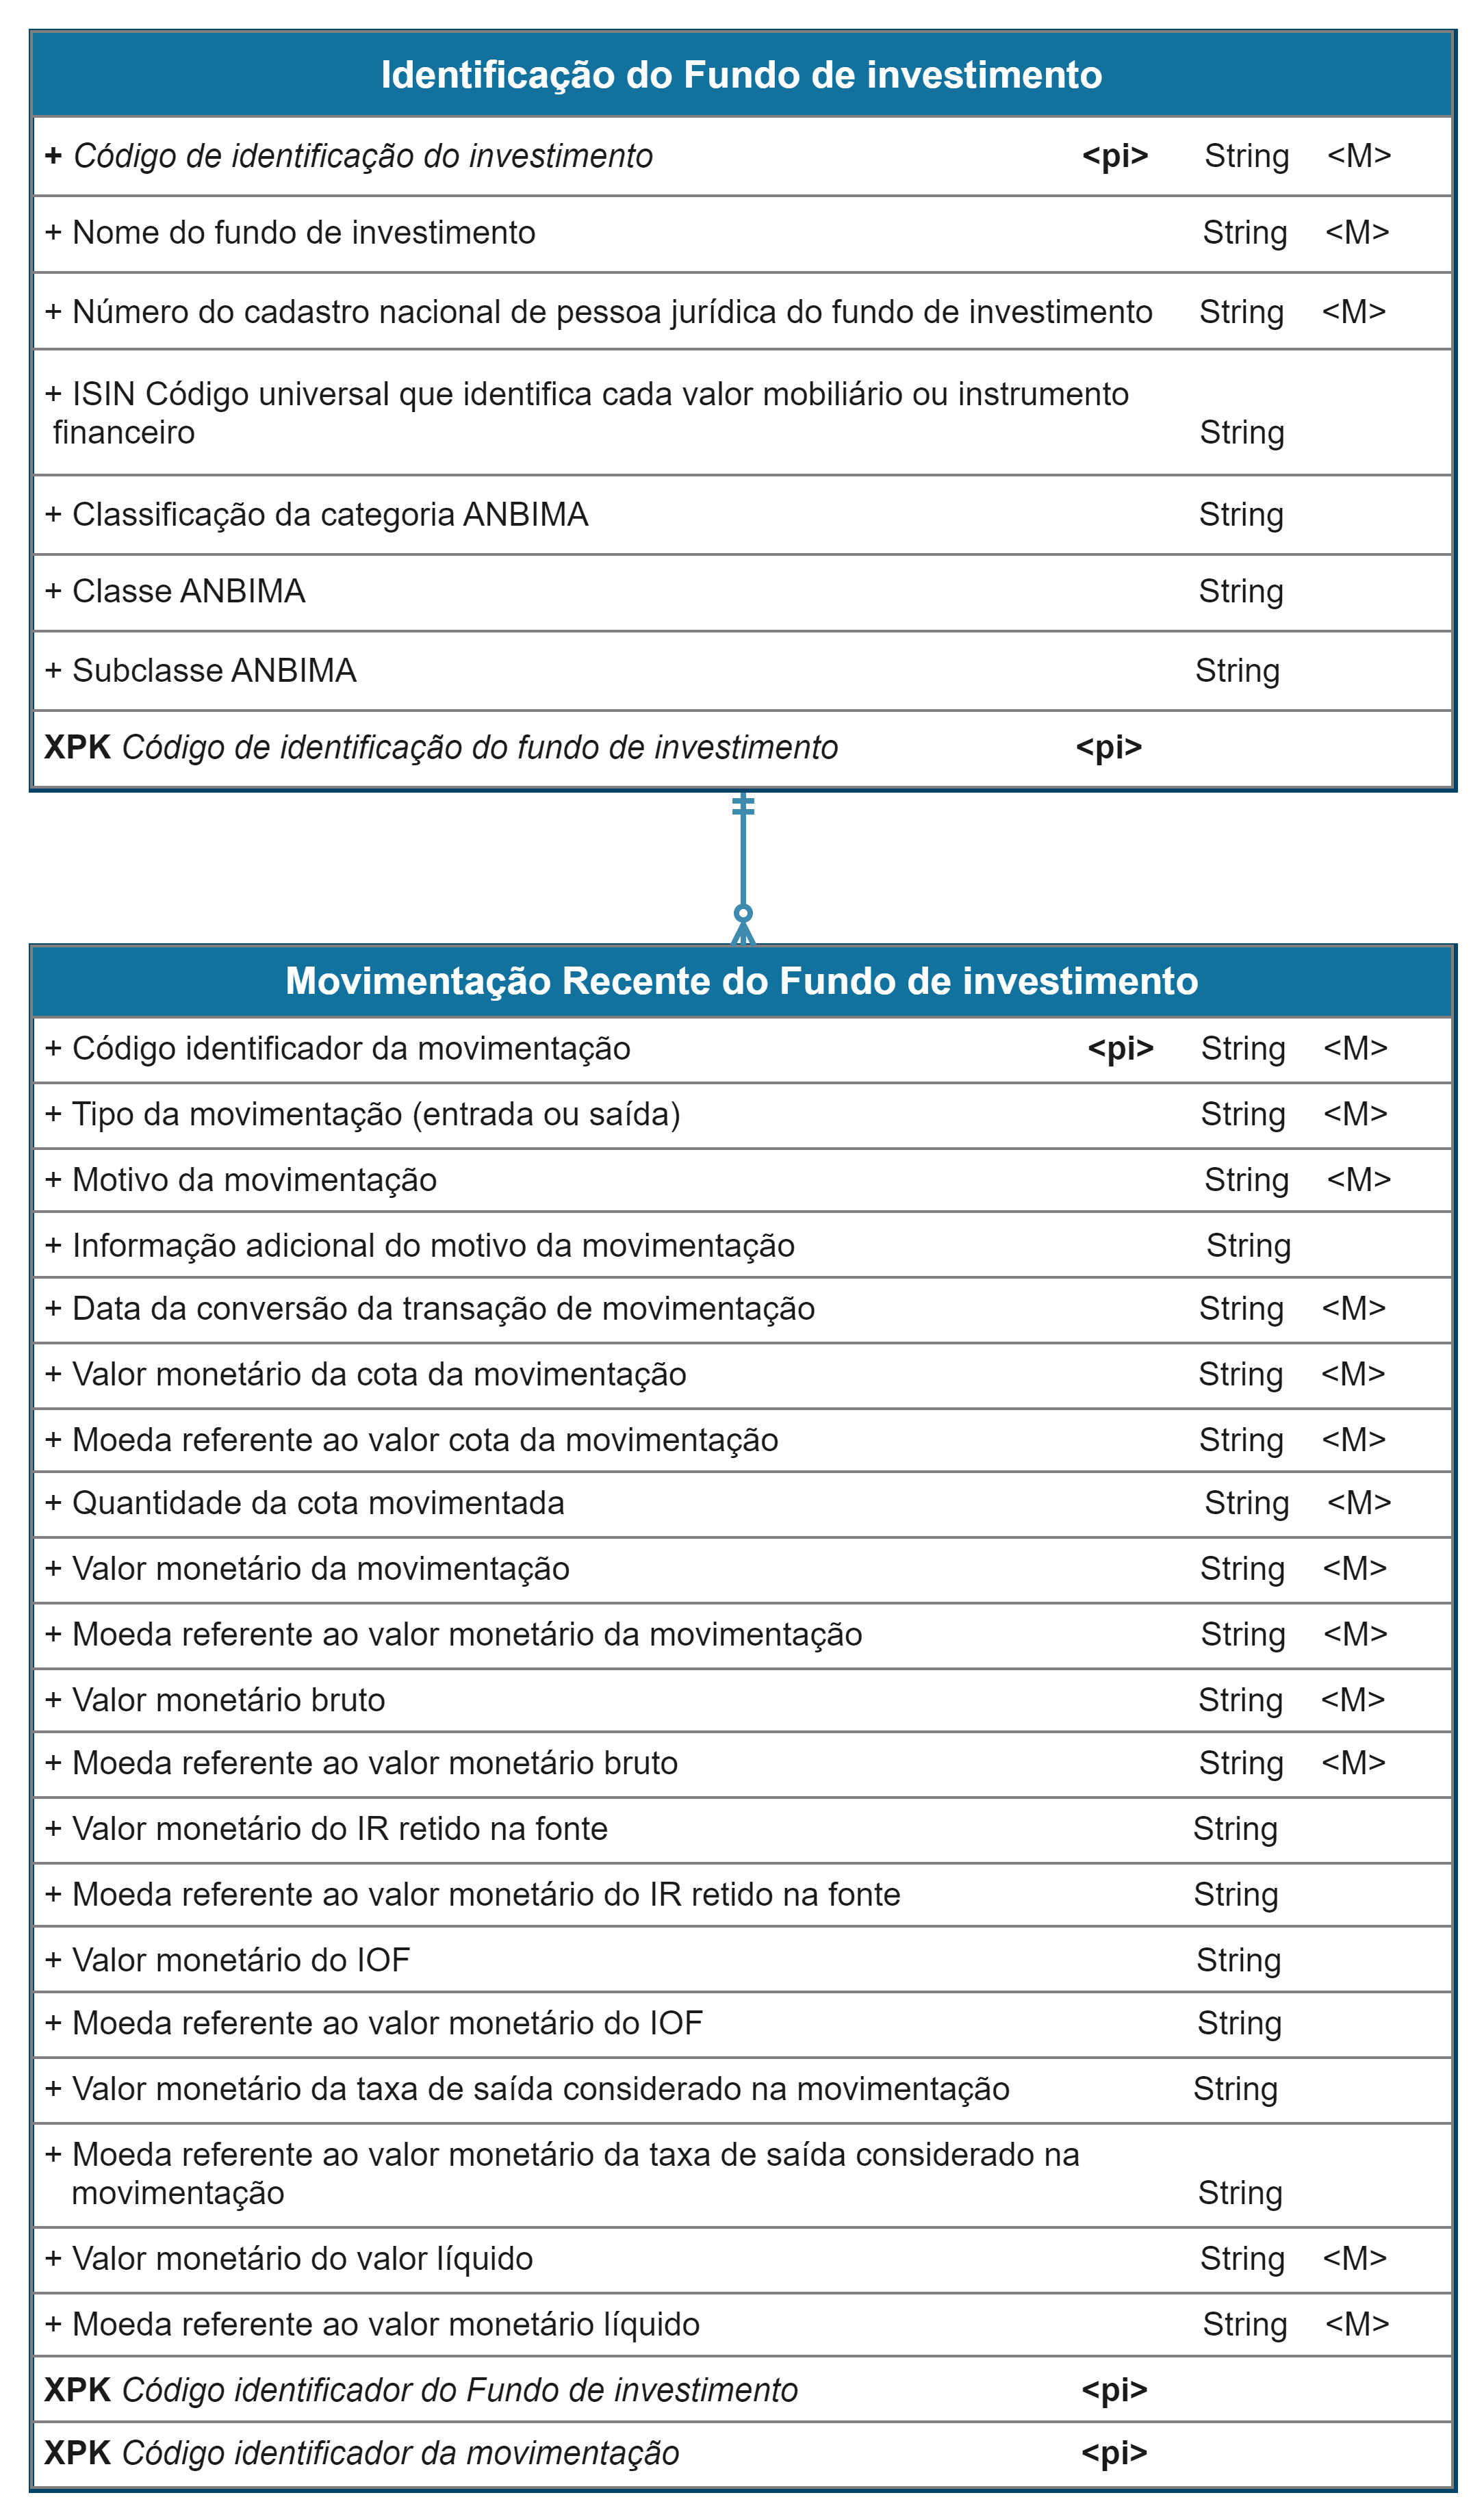 Identificação do Fundo de investimento
+ Código de identificação do investimento <pi> String <M>
+ Nome do fundo de investimento String <M>
+ Número do cadastro nacional de pessoa jurídica do fundo de investimento String <M>
+ ISIN Código universal que identifica cada valor mobiliário ou instrumento
financeiro String
+ Classificação da categoria ANBIMA String
+ Classe ANBIMA String
+ Subclasse ANBIMA String
XPK Código de identificação do fundo de investimento <pi>
Movimentação Recente do Fundo de investimento
+ Código identificador da movimentação <pi> String <M>
+ Tipo da movimentação (entrada ou saída) String <M>
+ Motivo da movimentação String <M>
+ Informação adicional do motivo da movimentação String
+ Data da conversão da transação de movimentação String <M>
+ Valor monetário da cota da movimentação String <M>
+ Moeda referente ao valor cota da movimentação String <M>
+ Quantidade da cota movimentada String <M>
+ Valor monetário da movimentação String <M>
+ Moeda referente ao valor monetário da movimentação String <M>
+ Valor monetário bruto String <M>
+ Moeda referente ao valor monetário bruto String <M>
+ Valor monetário do IR retido na fonte String
+ Moeda referente ao valor monetário do IR retido na fonte String
+ Valor monetário do IOF String
+ Moeda referente ao valor monetário do IOF String
+ Valor monetário da taxa de saída considerado na movimentação String
+ Moeda referente ao valor monetário da taxa de saída considerado na
movimentação String
+ Valor monetário do valor líquido String <M>
+ Moeda referente ao valor monetário líquido String <M>
XPK Código identificador do Fundo de investimento <pi>
XPK Código identificador da movimentação <pi>